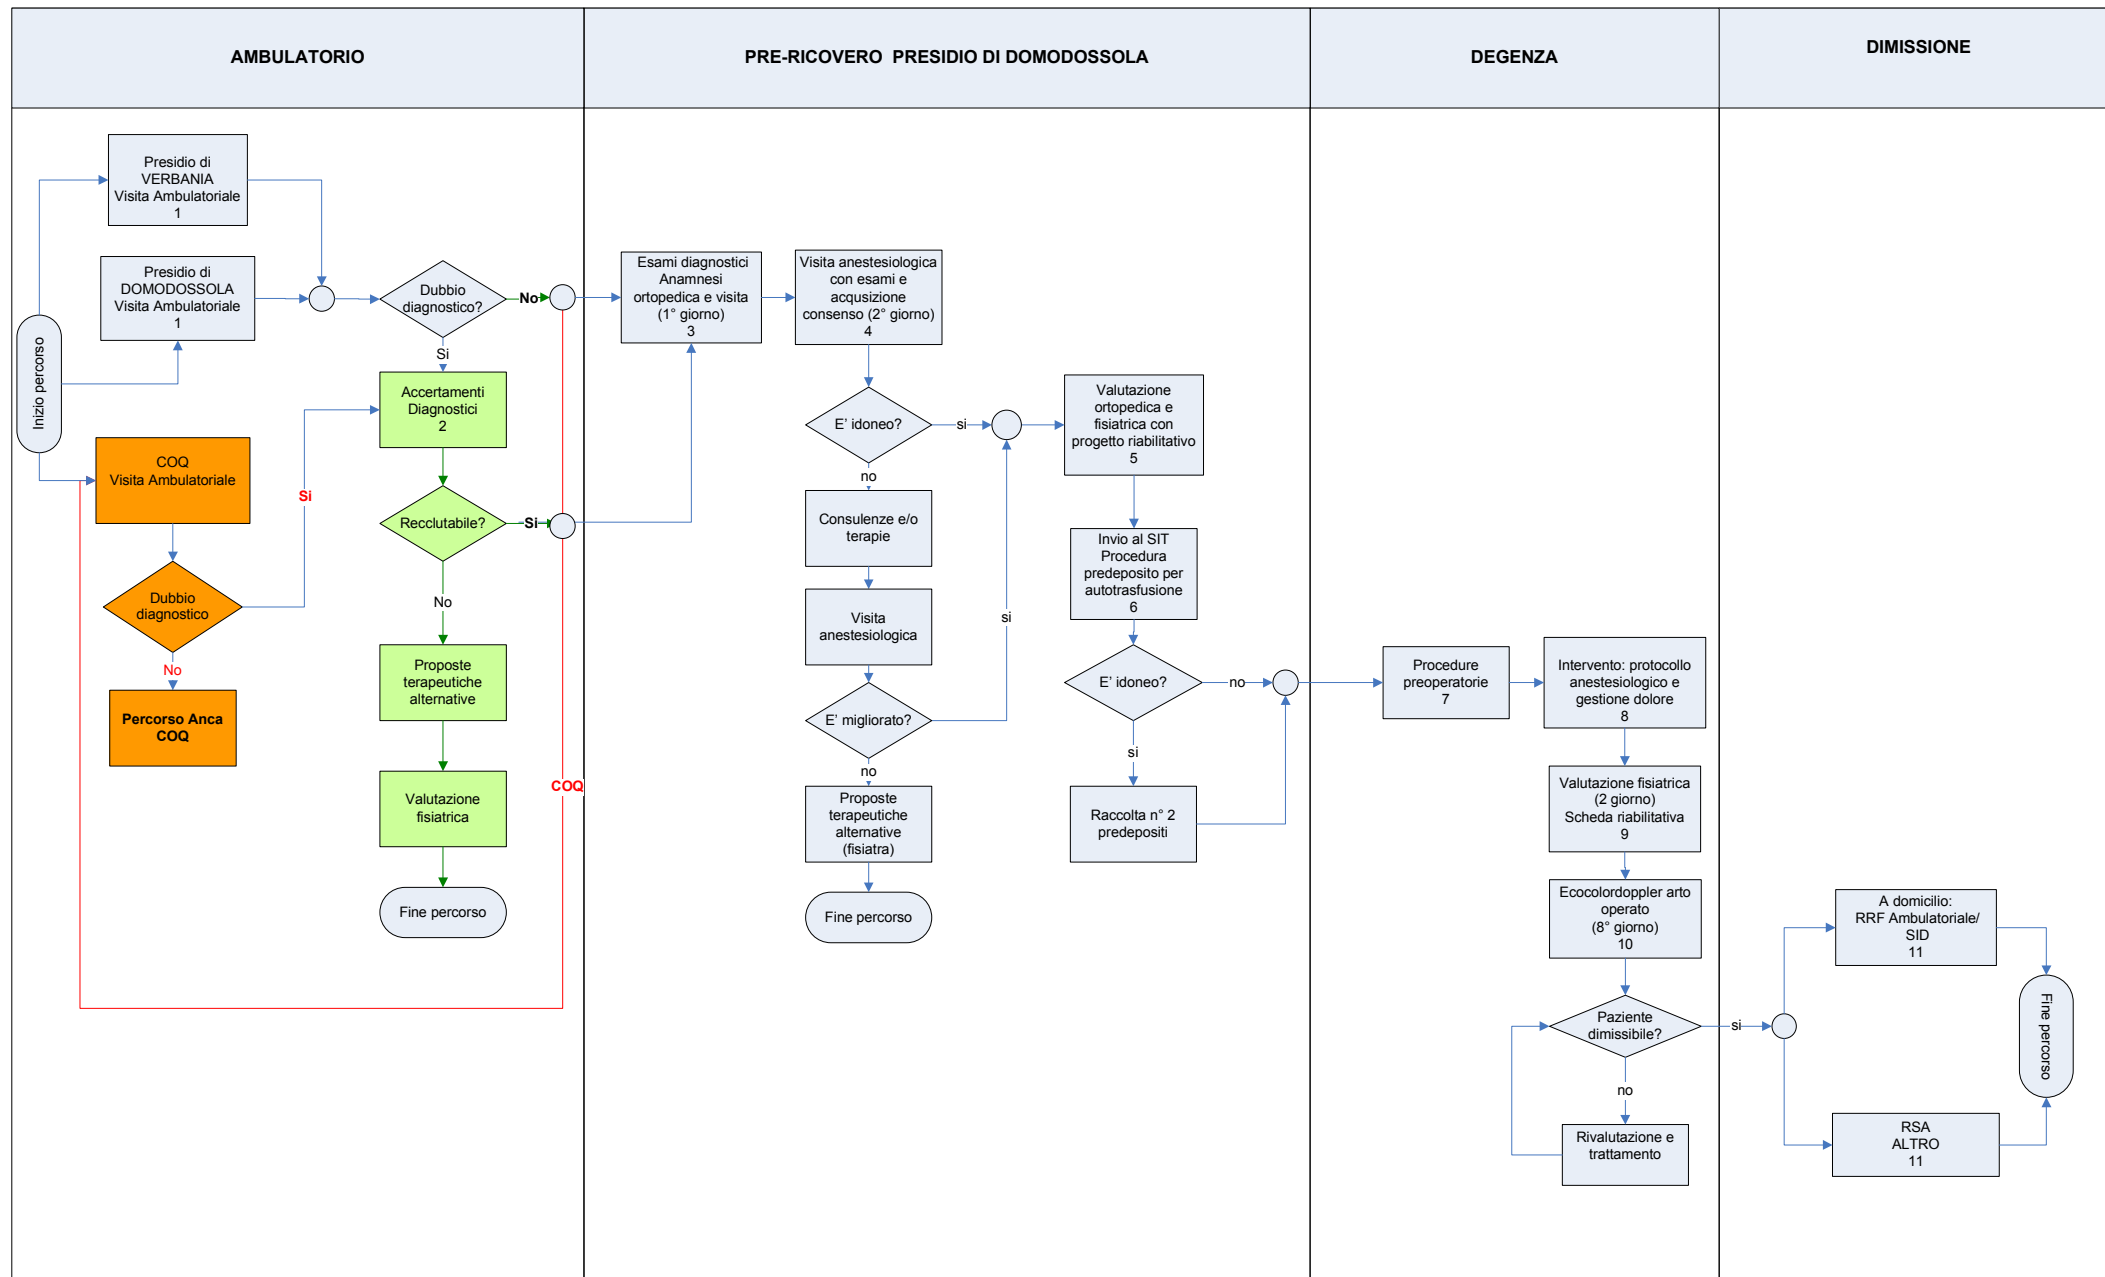 AMBULATORIO
PRE-RICOVERO PRESIDIO DI DOMODOSSOLA
DEGENZA
DIMISSIONE
Inizio percorso
Presidio di
VERBANIA
Visita Ambulatoriale
1
Presidio di
DOMODOSSOLA
Visita Ambulatoriale
1
COQ
Visita Ambulatoriale
Dubbio
diagnostico
Si
No
Percorso Anca
COQ
Dubbio
diagnostico?
No
Si
Accertamenti
Diagnostici
2
Recclutabile?
Si
No
Proposte
terapeutiche
alternative
Valutazione
fisiatrica
Fine percorso
COQ
Esami diagnostici
Anamnesi
ortopedica e visita
(1° giorno)
3
Visita anestesiologica
con esami e
acqusizione
consenso (2° giorno)
4
E' idoneo?
si
no
Consulenze e/o
terapie
Visita
anestesiologica
E' migliorato?
si
no
Proposte
terapeutiche
alternative
(fisiatra)
Fine percorso
Valutazione
ortopedica e
fisiatrica con
progetto riabilitativo
5
Invio al SIT
Procedura
predeposito per
autotrasfusione
6
E' idoneo?
no
si
Raccolta n° 2
predepositi
Procedure
preoperatorie
7
Intervento: protocollo
anestesiologico e
gestione dolore
8
Valutazione fisiatrica
(2 giorno)
Scheda riabilitativa
9
Ecocolordoppler arto
operato
(8° giorno)
10
Paziente
dimissibile?
si
no
Rivalutazione e
trattamento
A domicilio:
RRF Ambulatoriale/
SID
11
RSA
ALTRO
11
Fine percorso